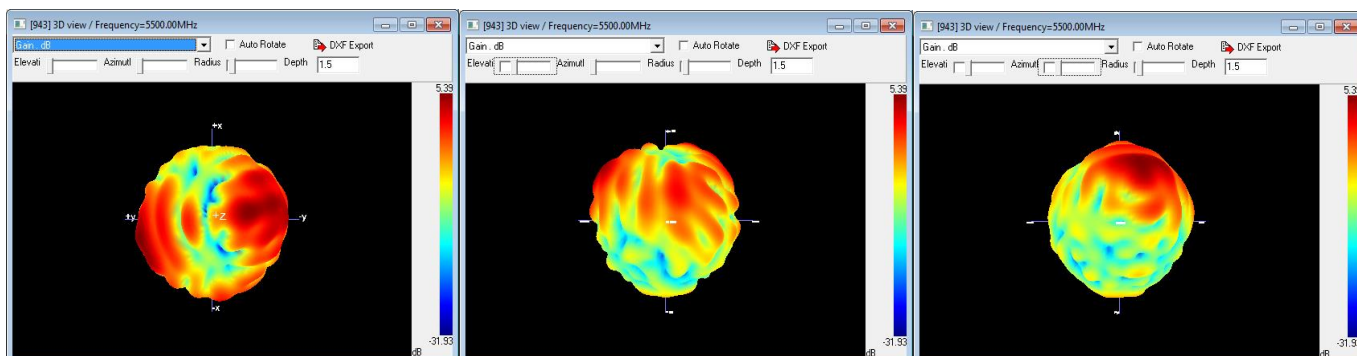 [943] 3D view / Frequency=5500.00MHz
Gain . dB
Auto Rotate
DXF Export
Elevati
Azimutl
Radius
Depth
1.5
5.39
+x
+y
+Z
-y
-x
-31.93
dB
[943] 3D view / Frequency=5500.00MHz
Gain . dB
Auto Rotate
DXF Export
Elevati
Azimutl
Radius
Depth
1.5
5.39
-31.93
dB
[943] 3D view / Frequency=5500.00MHz
Gain . dB
Auto Rotate
DXF Export
Elevati
Azimutl
Radius
Depth
1.5
5.39
-31.93
dB